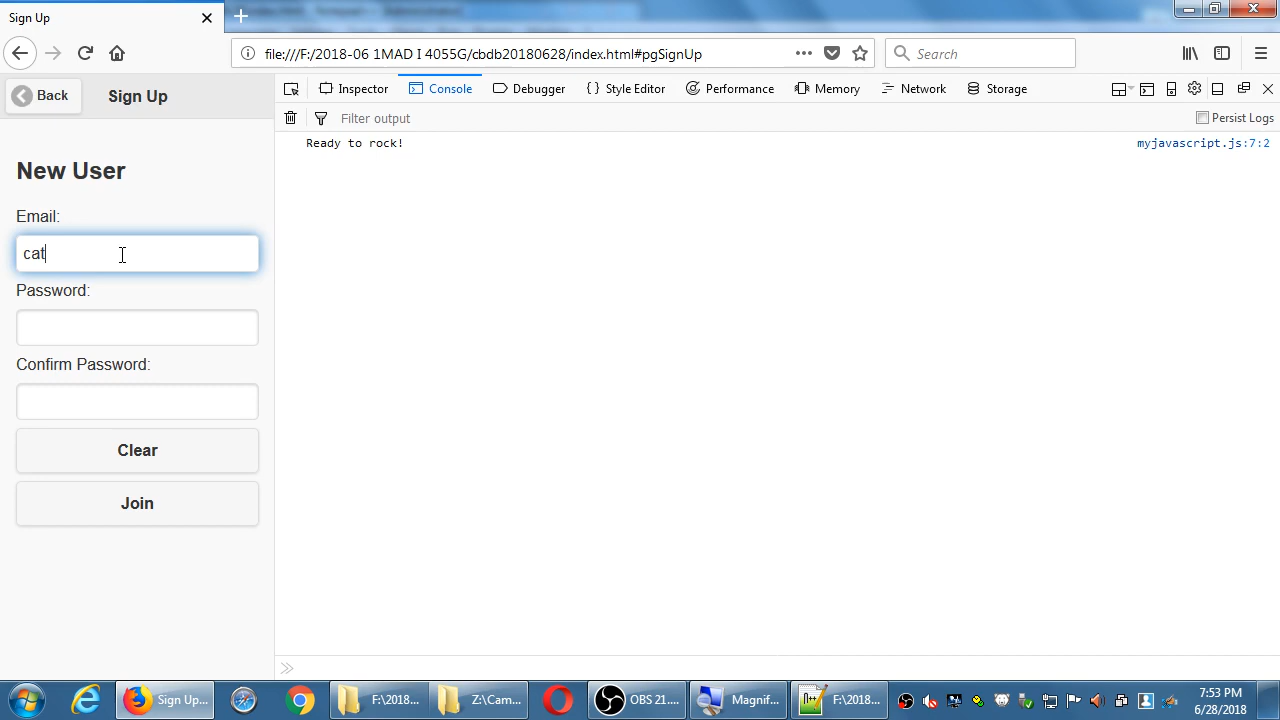 Sign Up
file:///F:/2018-06 1MAD I 4055G/cbdb20180628/index.html#pgSignUp
Search
Back
Sign Up
Inspector
Console
Debugger
Style Editor
Performance
Memory
Network
Storage
Filter output
Persist Logs
Ready to rock!
myjavascript.js:7:2
New User
Email:
cat
Password:
Confirm Password:
Clear
Join
Sign Up...
F:\2018...
Z:\Cam...
OBS 21....
Magnif...
F:\2018...
7:53 PM
6/28/2018